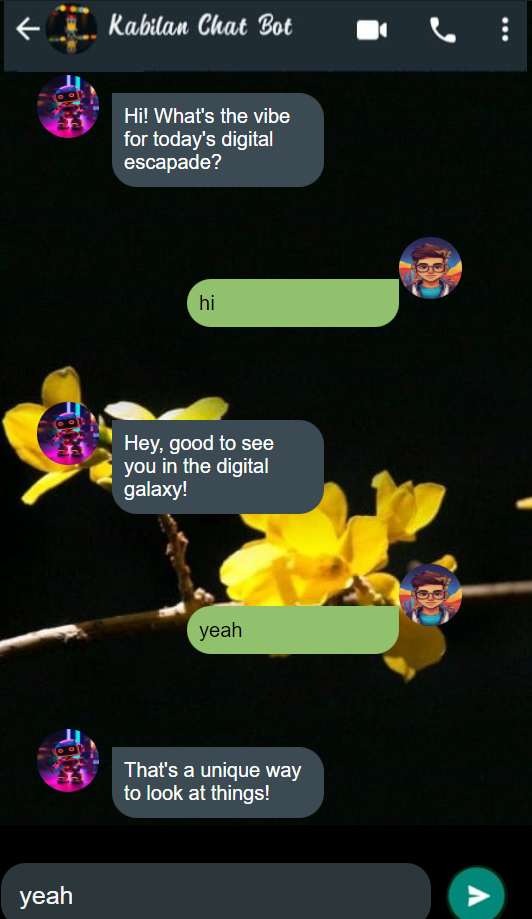 Kabilan Chat Bot
Hi! What's the vibe
for today's digital
escapade?
hi
Hey, good to see
you in the digital
galaxy!
yeah
That's a unique way
to look at things!
yeah